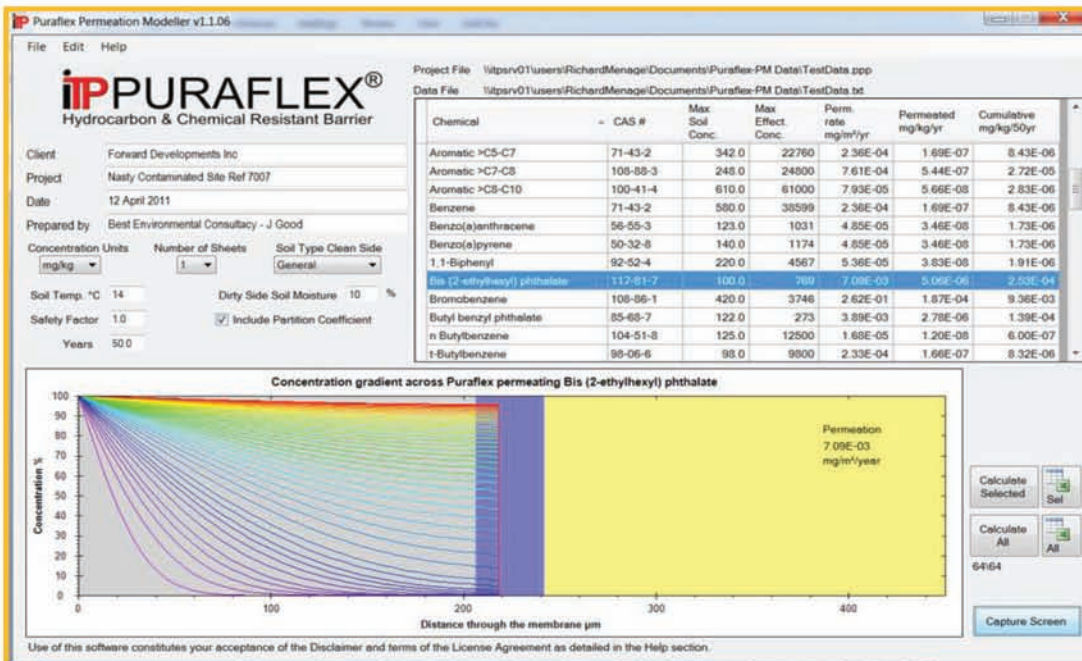 Puraflex Permeation Modeller v1.1.06
File Edit Help
iTP PURAFLEX®
Hydrocarbon & Chemical Resistant Barrier
Client Forward Developments Inc
Project Nasty Contaminated Site Ref 7007
Date 12 April 2011
Prepared by Best Environmental Consultacy - J Good
Concentration Units Number of Sheets Soil Type Clean Side
mg/kg 1 General
Soil Temp. °C 14 Dirty Side Soil Moisture 10 %
Safety Factor 1.0 Include Partition Coefficient
Years 50.0
Project File \\itpsrv01\users\RichardMenage\Documents\Puraflex-PM Data\TestData.ppp
Data File \\itpsrv01\users\RichardMenage\Documents\Puraflex-PM Data\TestData.txt
Chemical CAS # Max Soil Conc. Max Effect. Conc. Perm. rate mg/m²/yr Permeated mg/kg/yr Cumulative mg/kg/50yr
Aromatic >C5-C7 71-43-2 342.0 22760 2.36E-04 1.69E-07 8.43E-06
Aromatic >C7-C8 108-88-3 248.0 24800 7.61E-04 5.44E-07 2.72E-05
Aromatic >C8-C10 100-41-4 610.0 61000 7.93E-05 5.66E-08 2.83E-06
Benzene 71-43-2 580.0 38599 2.36E-04 1.69E-07 8.43E-06
Benzo(a)anthracene 56-55-3 123.0 1031 4.85E-05 3.46E-08 1.73E-06
Benzo(a)pyrene 50-32-8 140.0 1174 4.85E-05 3.46E-08 1.73E-06
1,1-Biphenyl 92-52-4 220.0 4567 5.36E-05 3.83E-08 1.91E-06
Bis (2-ethylhexyl) phthalate 117-81-7 100.0 769 7.09E-03 5.06E-06 2.53E-04
Bromobenzene 108-86-1 420.0 3746 2.62E-01 1.87E-04 9.36E-03
Butyl benzyl phthalate 85-68-7 122.0 273 3.89E-03 2.78E-06 1.39E-04
n Butylbenzene 104-51-8 125.0 12500 1.68E-05 1.20E-08 6.00E-07
t-Butylbenzene 98-06-6 98.0 9800 2.33E-04 1.66E-07 8.32E-06
Concentration gradient across Puraflex permeating Bis (2-ethylhexyl) phthalate
Concentration %
100
90
80
70
60
50
40
30
20
10
0
0 100 200 300 400
Distance through the membrane µm
Permeation
7.09E-03
mg/m²/year
Calculate Selected
Sel
Calculate All
All
64\64
Capture Screen
Use of this software constitutes your acceptance of the Disclaimer and terms of the License Agreement as detailed in the Help section.